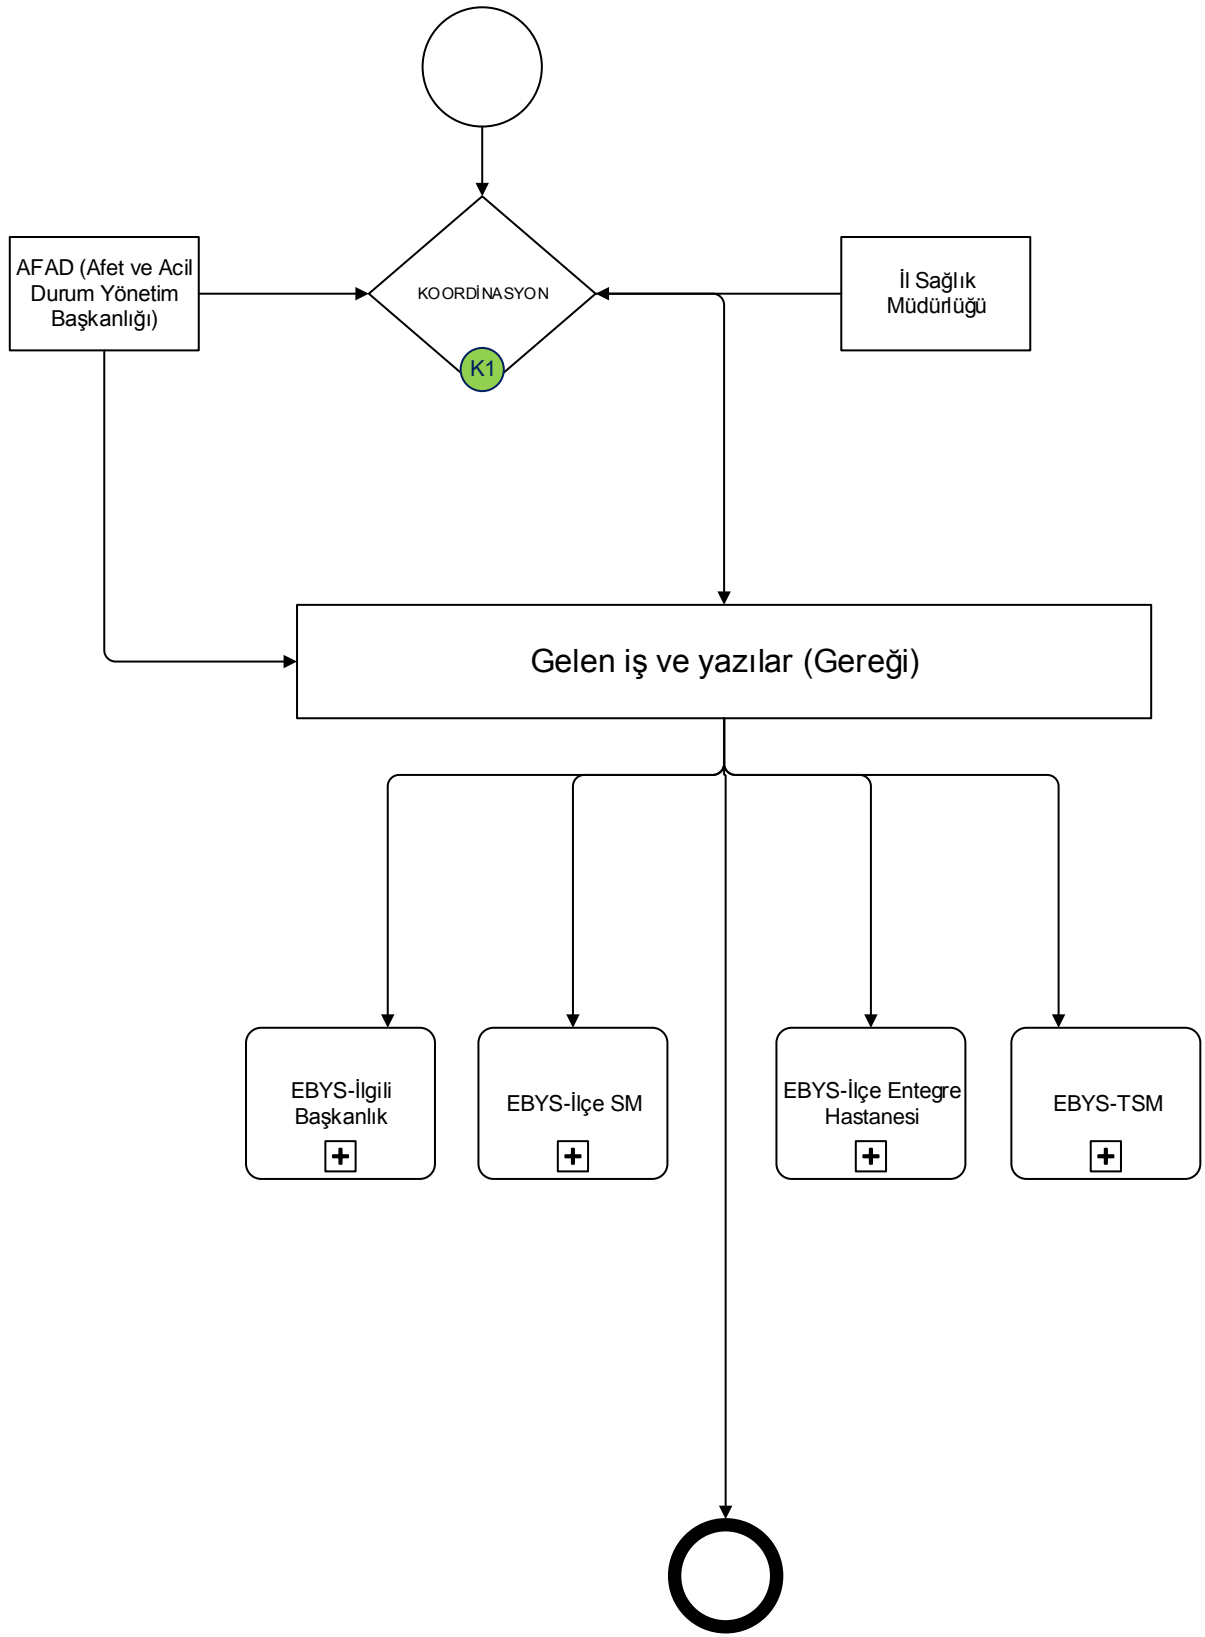 AFAD (Afet ve Acil
Durum Yönetim
Başkanlığı)
KOORDİNASYON
K1
İl Sağlık
Müdürlüğü
Gelen iş ve yazılar (Gereği)
EBYS-İlgili
Başkanlık
EBYS-İlçe SM
EBYS-İlçe Entegre
Hastanesi
EBYS-TSM